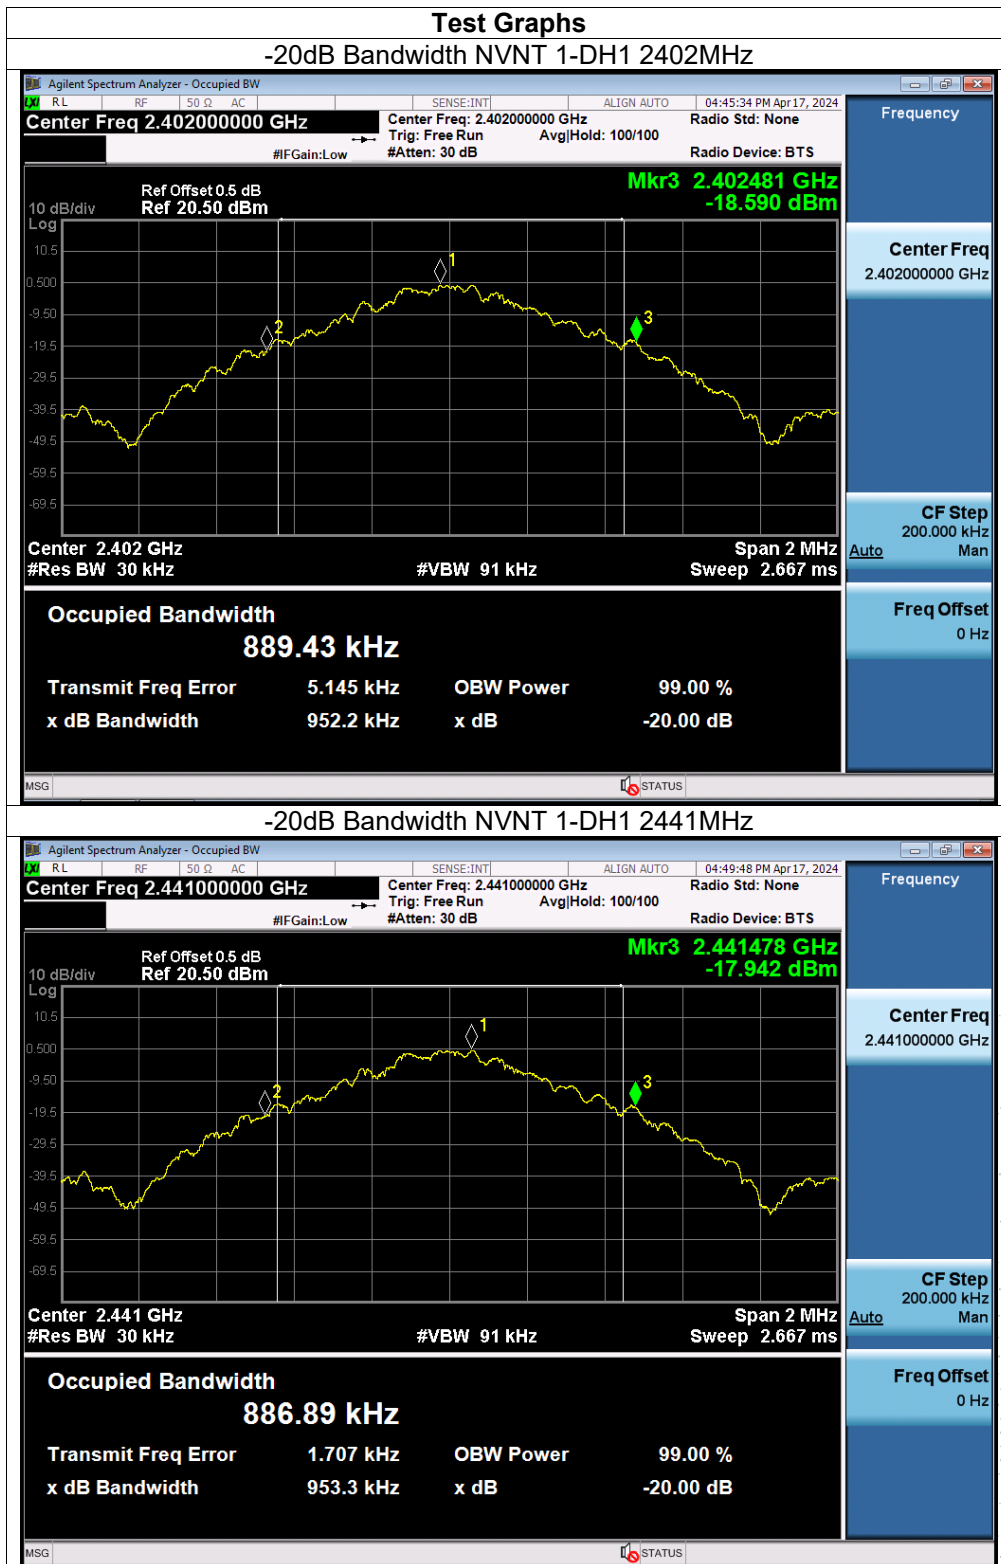 Test Graphs
-20dB Bandwidth NVNT 1-DH1 2402MHz
Agilent Spectrum Analyzer - Occupied BW
LXI RL RF 50 Ω AC SENSE:INT ALIGN AUTO 04:45:34 PM Apr 17, 2024
Center Freq 2.402000000 GHz Center Freq: 2.402000000 GHz Radio Std: None Frequency
Trig: Free Run Avg|Hold: 100/100
#IFGain:Low #Atten: 30 dB Radio Device: BTS
Mkr3 2.402481 GHz
Ref Offset 0.5 dB -18.590 dBm
10 dB/div Ref 20.50 dBm
Log
10.5
0.500
-9.50
-19.5
-29.5
-39.5
-49.5
-59.5
-69.5
1
2
3
Center Freq
2.402000000 GHz
CF Step
200.000 kHz
Auto Man
Center 2.402 GHz Span 2 MHz
#Res BW 30 kHz #VBW 91 kHz Sweep 2.667 ms
Freq Offset
0 Hz
Occupied Bandwidth
889.43 kHz
Transmit Freq Error 5.145 kHz OBW Power 99.00 %
x dB Bandwidth 952.2 kHz x dB -20.00 dB
MSG STATUS
-20dB Bandwidth NVNT 1-DH1 2441MHz
Agilent Spectrum Analyzer - Occupied BW
LXI RL RF 50 Ω AC SENSE:INT ALIGN AUTO 04:49:48 PM Apr 17, 2024
Center Freq 2.441000000 GHz Center Freq: 2.441000000 GHz Radio Std: None Frequency
Trig: Free Run Avg|Hold: 100/100
#IFGain:Low #Atten: 30 dB Radio Device: BTS
Mkr3 2.441478 GHz
Ref Offset 0.5 dB -17.942 dBm
10 dB/div Ref 20.50 dBm
Log
10.5
0.500
-9.50
-19.5
-29.5
-39.5
-49.5
-59.5
-69.5
1
2
3
Center Freq
2.441000000 GHz
CF Step
200.000 kHz
Auto Man
Center 2.441 GHz Span 2 MHz
#Res BW 30 kHz #VBW 91 kHz Sweep 2.667 ms
Freq Offset
0 Hz
Occupied Bandwidth
886.89 kHz
Transmit Freq Error 1.707 kHz OBW Power 99.00 %
x dB Bandwidth 953.3 kHz x dB -20.00 dB
MSG STATUS